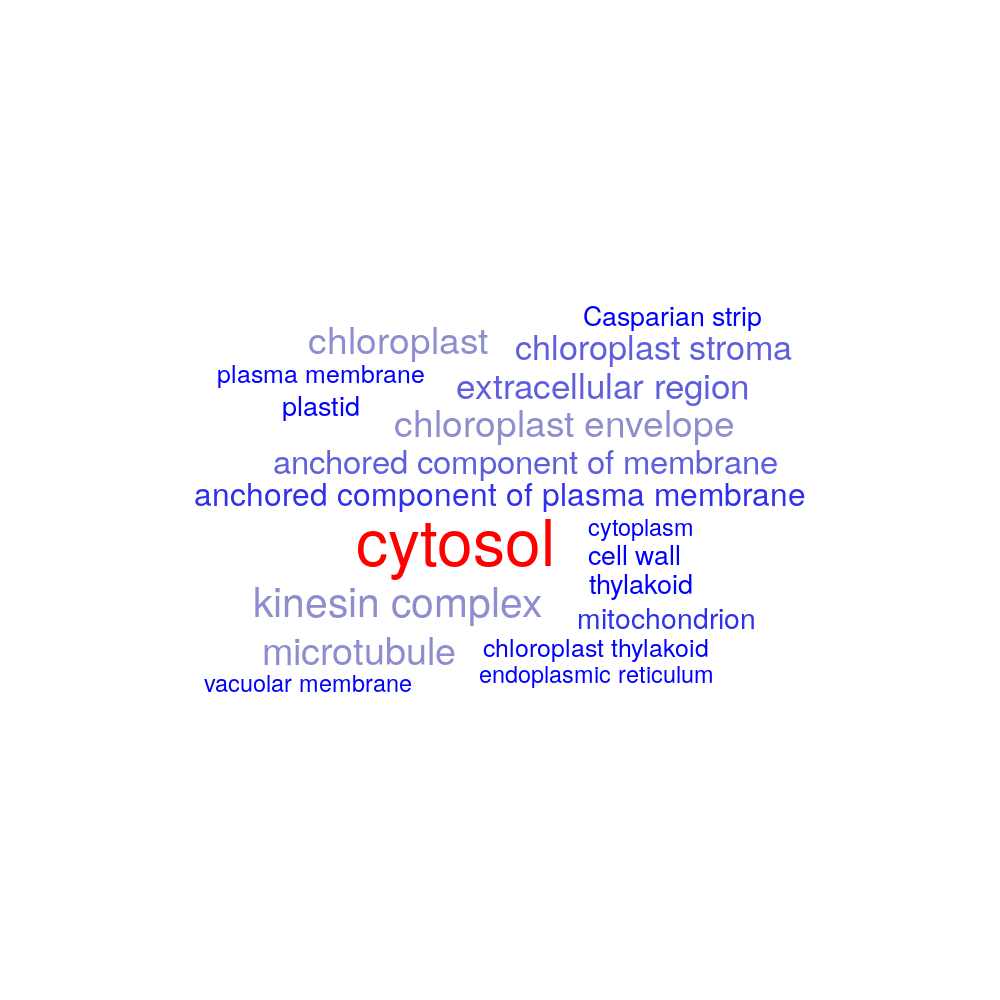 Casparian strip
chloroplast
chloroplast stroma
plasma membrane
extracellular region
plastid
chloroplast envelope
anchored component of membrane
anchored component of plasma membrane
cytosol
cytoplasm
cell wall
thylakoid
kinesin complex
mitochondrion
microtubule
chloroplast thylakoid
endoplasmic reticulum
vacuolar membrane